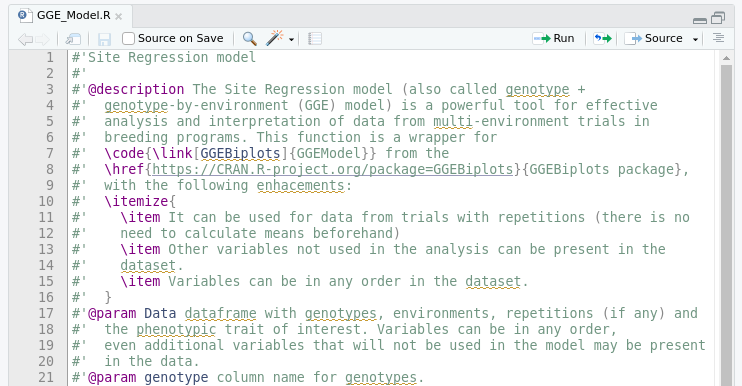 GGE_Model.R
Source on Save
Run
Source
1 #'Site Regression model
2 #'
3 #'@description The Site Regression model (also called genotype +
4 #'  genotype-by-environment (GGE) model) is a powerful tool for effective
5 #'  analysis and interpretation of data from multi-environment trials in
6 #'  breeding programs. This function is a wrapper for
7 #'  \code{\link[GGEBiplots]{GGEModel}} from the
8 #'  \href{https://CRAN.R-project.org/package=GGEBiplots}{GGEBiplots package},
9 #'  with the following enhacements:
10 #'  \itemize{
11 #'    \item It can be used for data from trials with repetitions (there is no
12 #'    need to calculate means beforehand)
13 #'    \item Other variables not used in the analysis can be present in the
14 #'    dataset.
15 #'    \item Variables can be in any order in the dataset.
16 #'  }
17 #'@param Data dataframe with genotypes, environments, repetitions (if any) and
18 #'  the phenotypic trait of interest. Variables can be in any order,
19 #'  even additional variables that will not be used in the model may be present
20 #'  in the data.
21 #'@param genotype column name for genotypes.